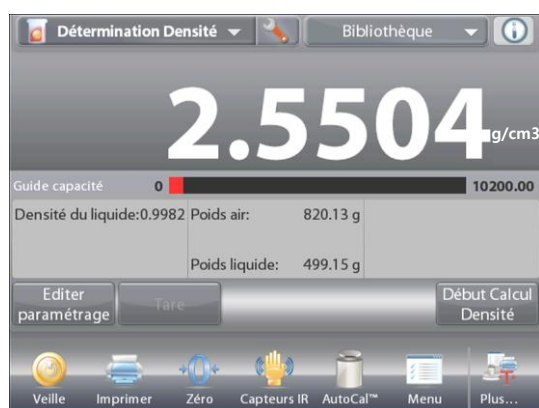 Détermination Densité Bibliothèque
2.5504 g/cm3
Guide capacité 0 10200.00
Densité du liquide:0.9982 Poids air: 820.13 g
Poids liquide: 499.15 g
Editer paramétrage
Tare
Début Calcul Densité
Veille Imprimer Zéro Capteurs IR AutoCal™ Menu Plus...